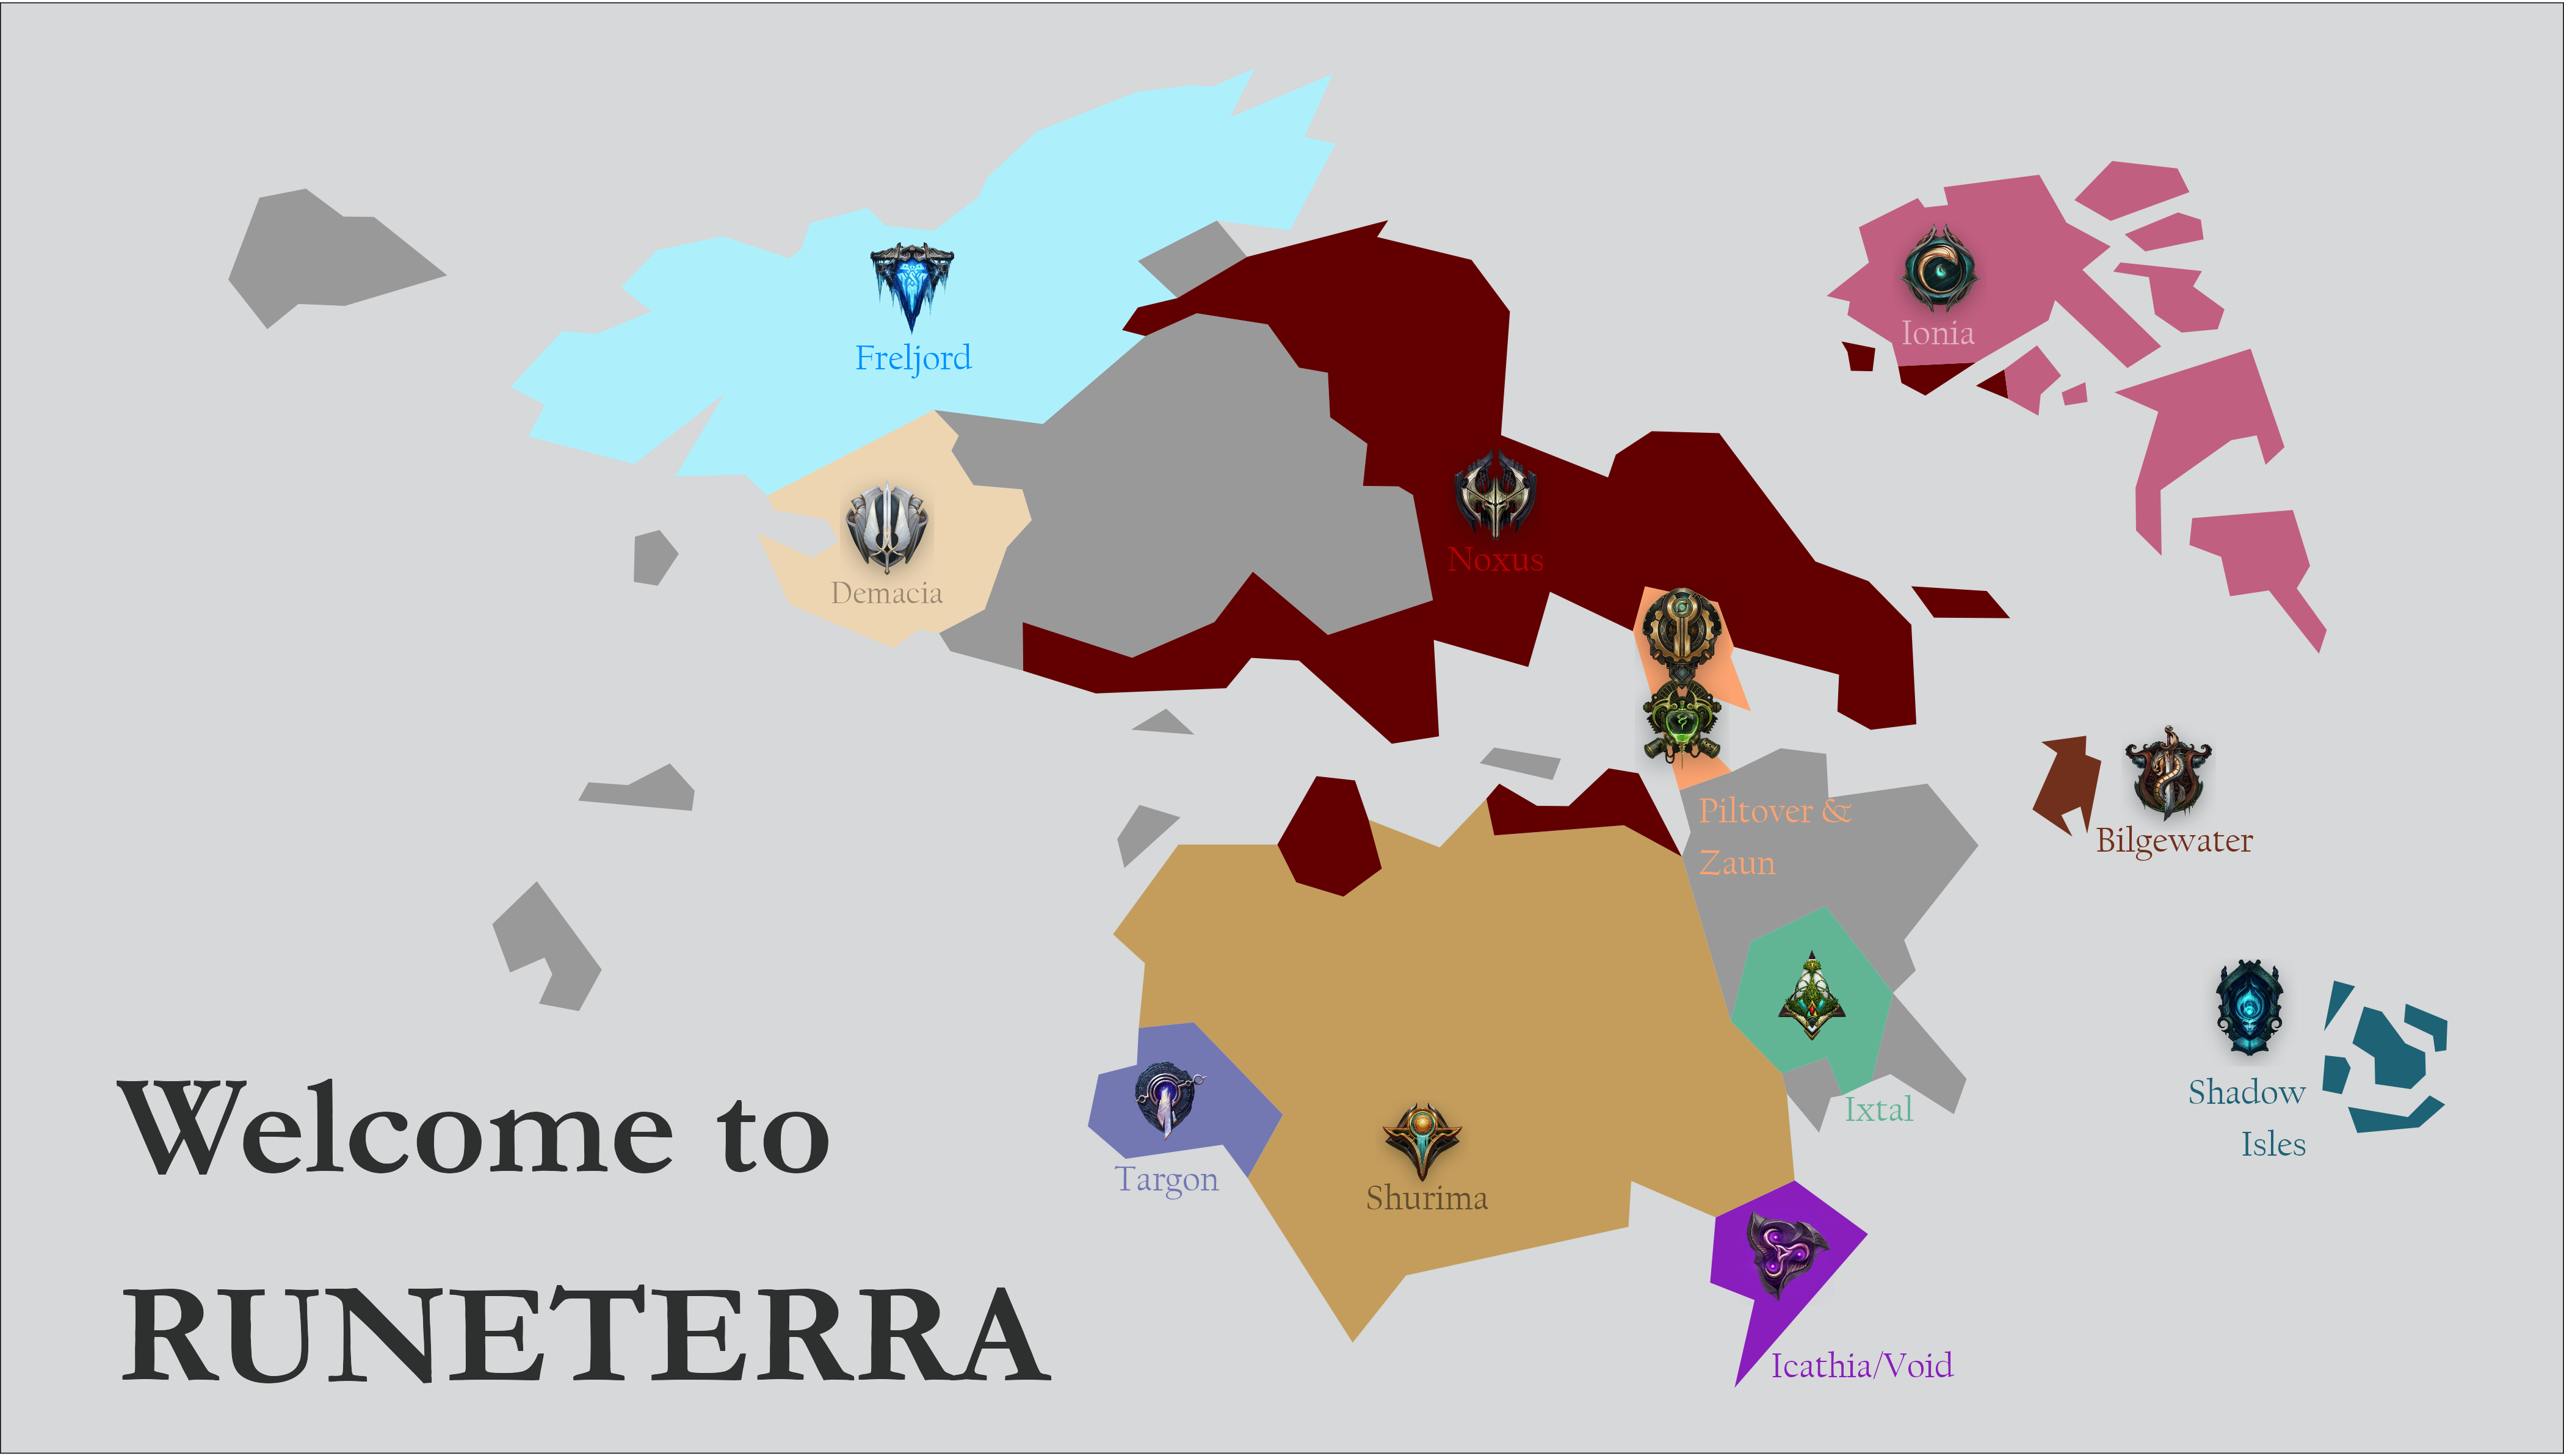 Freljord
Ionia
Demacia
Noxus
Piltover &
Zaun
Bilgewater
Ixtal
Shadow
Isles
Targon
Shurima
Icathia/Void
Welcome to
RUNETERRA